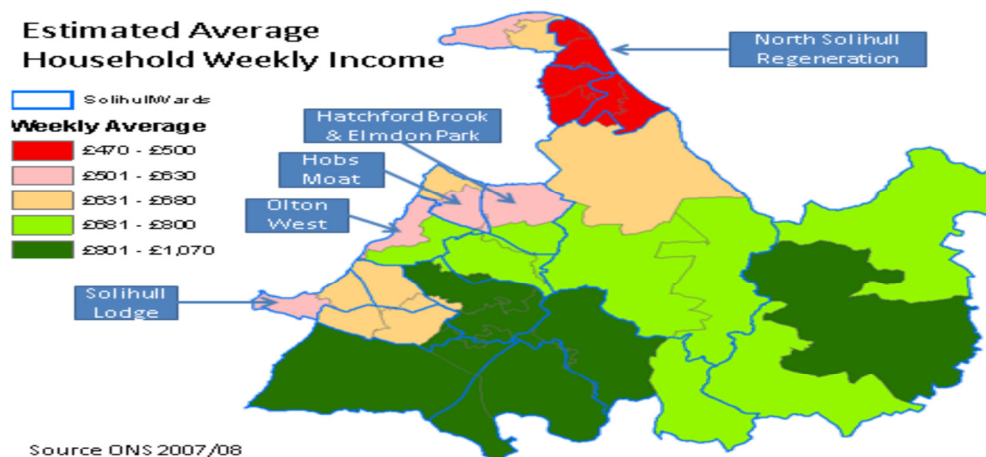 Estimated Average
Household Weekly Income
SolihullWards
Weekly Average
£470 - £500
£501 - £630
£631 - £680
£681 - £800
£801 - £1,070
North Solihull
Regeneration
Hatchford Brook
& Elmdon Park
Hobs
Moat
Olton
West
Solihull
Lodge
Source ONS 2007/08